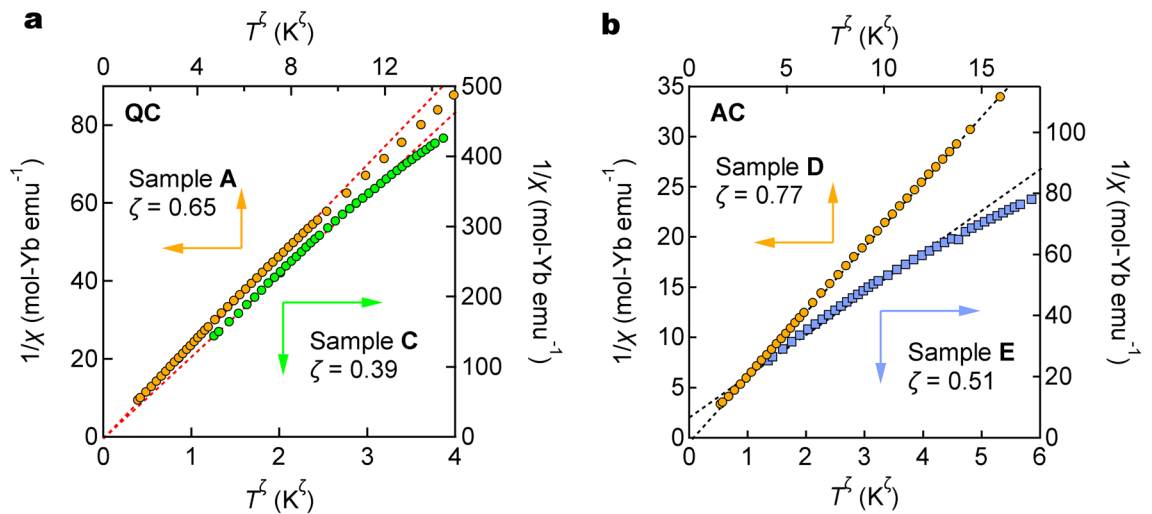 a
T^ζ (K^ζ)
0 4 8 12
500
400
300
200
100
0
80
60
40
20
0
1/χ (mol-Yb emu⁻¹)
QC
Sample A
ζ = 0.65
Sample C
ζ = 0.39
1/χ (mol-Yb emu⁻¹)
0 1 2 3 4
T^ζ (K^ζ)
b
T^ζ (K^ζ)
0 5 10 15
35
30
25
20
15
10
5
0
1/χ (mol-Yb emu⁻¹)
AC
Sample D
ζ = 0.77
Sample E
ζ = 0.51
100
80
60
40
20
0
1/χ (mol-Yb emu⁻¹)
0 1 2 3 4 5 6
T^ζ (K^ζ)